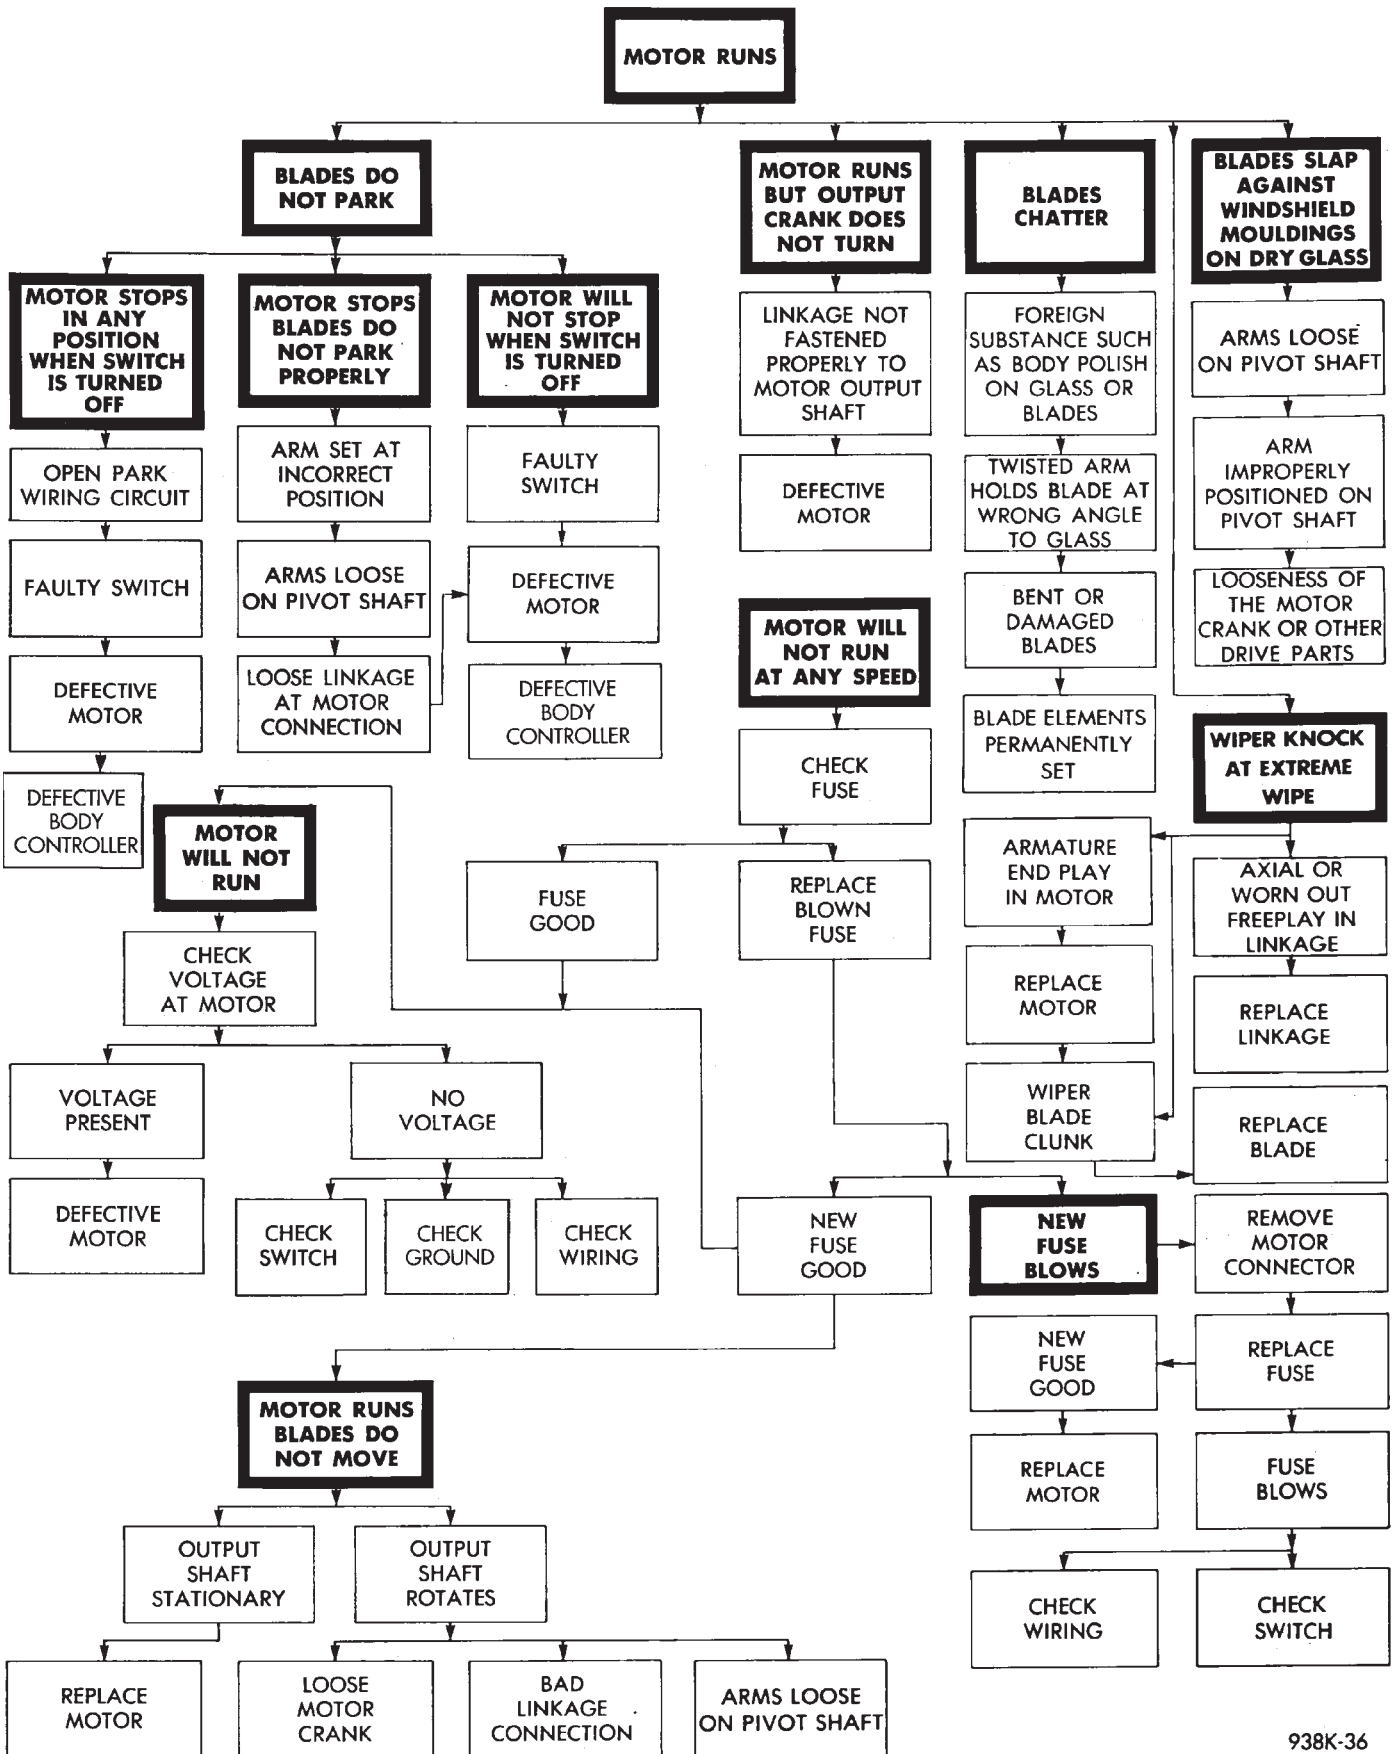 MOTOR RUNS
BLADES DO
NOT PARK
MOTOR RUNS
BUT OUTPUT
CRANK DOES
NOT TURN
BLADES
CHATTER
BLADES SLAP
AGAINST
WINDSHIELD
MOULDINGS
ON DRY GLASS
MOTOR STOPS
IN ANY
POSITION
WHEN SWITCH
IS TURNED
OFF
MOTOR STOPS
BLADES DO
NOT PARK
PROPERLY
MOTOR WILL
NOT STOP
WHEN SWITCH
IS TURNED
OFF
LINKAGE NOT
FASTENED
PROPERLY TO
MOTOR OUTPUT
SHAFT
FOREIGN
SUBSTANCE SUCH
AS BODY POLISH
ON GLASS OR
BLADES
ARMS LOOSE
ON PIVOT SHAFT
OPEN PARK
WIRING CIRCUIT
ARM SET AT
INCORRECT
POSITION
FAULTY
SWITCH
DEFECTIVE
MOTOR
TWISTED ARM
HOLDS BLADE AT
WRONG ANGLE
TO GLASS
ARM
IMPROPERLY
POSITIONED ON
PIVOT SHAFT
FAULTY SWITCH
ARMS LOOSE
ON PIVOT SHAFT
DEFECTIVE
MOTOR
MOTOR WILL
NOT RUN
AT ANY SPEED
BENT OR
DAMAGED
BLADES
LOOSENESS OF
THE MOTOR
CRANK OR OTHER
DRIVE PARTS
DEFECTIVE
MOTOR
LOOSE LINKAGE
AT MOTOR
CONNECTION
DEFECTIVE
BODY
CONTROLLER
CHECK
FUSE
BLADE ELEMENTS
PERMANENTLY
SET
WIPER KNOCK
AT EXTREME
WIPE
DEFECTIVE
BODY
CONTROLLER
MOTOR
WILL NOT
RUN
FUSE
GOOD
REPLACE
BLOWN
FUSE
ARMATURE
END PLAY
IN MOTOR
AXIAL OR
WORN OUT
FREEPLAY IN
LINKAGE
CHECK
VOLTAGE
AT MOTOR
REPLACE
MOTOR
REPLACE
LINKAGE
VOLTAGE
PRESENT
NO
VOLTAGE
WIPER
BLADE
CLUNK
REPLACE
BLADE
DEFECTIVE
MOTOR
CHECK
SWITCH
CHECK
GROUND
CHECK
WIRING
NEW
FUSE
GOOD
NEW
FUSE
BLOWS
REMOVE
MOTOR
CONNECTOR
NEW
FUSE
GOOD
REPLACE
FUSE
MOTOR RUNS
BLADES DO
NOT MOVE
REPLACE
MOTOR
FUSE
BLOWS
OUTPUT
SHAFT
STATIONARY
OUTPUT
SHAFT
ROTATES
CHECK
WIRING
CHECK
SWITCH
REPLACE
MOTOR
LOOSE
MOTOR
CRANK
BAD
LINKAGE
CONNECTION
ARMS LOOSE
ON PIVOT SHAFT
938K-36